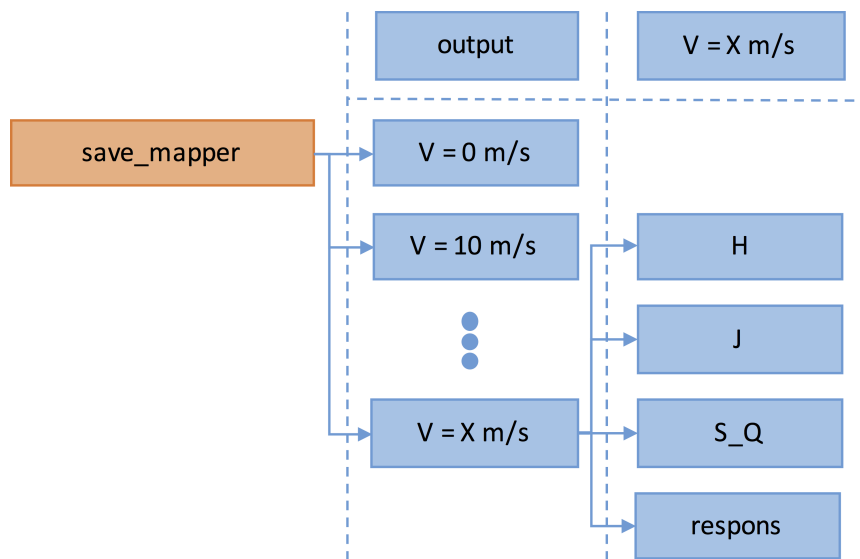 output
V = X m/s
save_mapper
V = 0 m/s
V = 10 m/s
H
J
V = X m/s
S_Q
respons